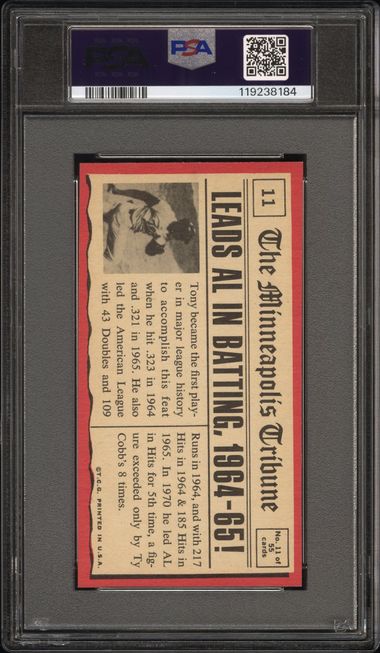 PSA
PSA
119238184
11
The Minneapolis Tribune
No. 11 of
55
cards
LEADS AL IN BATTING, 1964-65!
Tony became the first play-
er in major league history
to accomplish this feat
when he hit .323 in 1964
and .321 in 1965. He also
led the American League
with 43 Doubles and 109
Runs in 1964, and with 217
Hits in 1964 & 185 Hits in
1965. In 1970 he led AL
in Hits for 5th time, a fig-
ure exceeded only by Ty
Cobb's 8 times.
©T.C.G. PRINTED IN U.S.A.